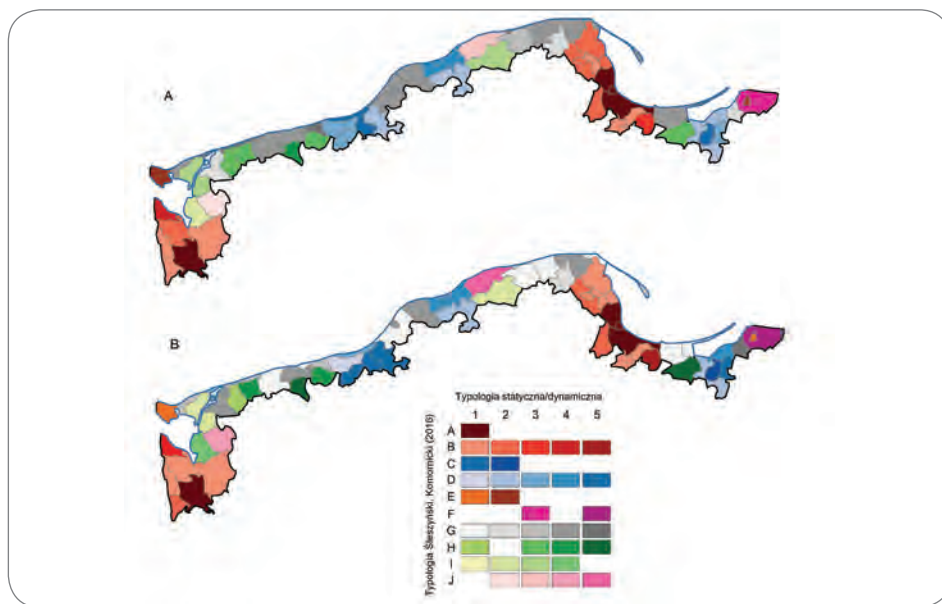 A
B
Typologia statyczna/dynamiczna
1 2 3 4 5
Typologia Śleszyński, Komornicki (2016)
A
B
C
D
E
F
G
H
I
J